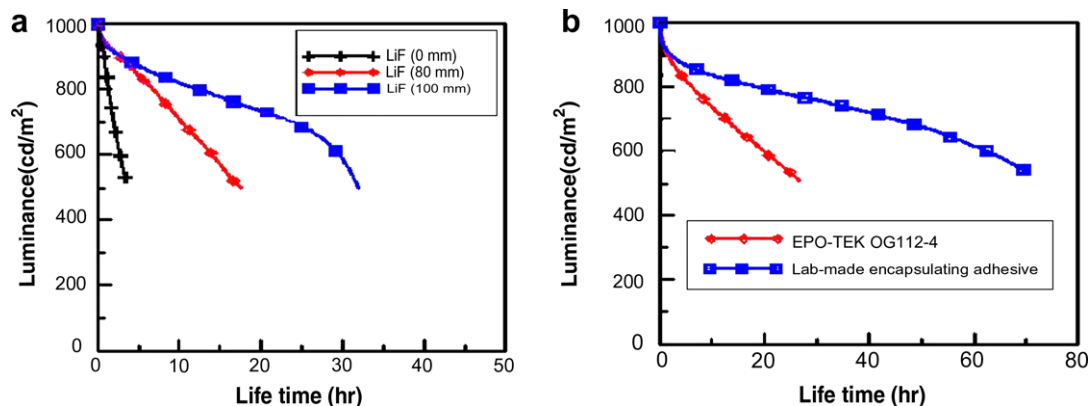 a
1000
800
600
400
200
0
Luminance(cd/m²)
0 10 20 30 40 50
Life time (hr)
LiF (0 mm)
LiF (80 mm)
LiF (100 mm)
b
1000
800
600
400
200
0
Luminance(cd/m²)
0 20 40 60 80
Life time (hr)
EPO-TEK OG112-4
Lab-made encapsulating adhesive